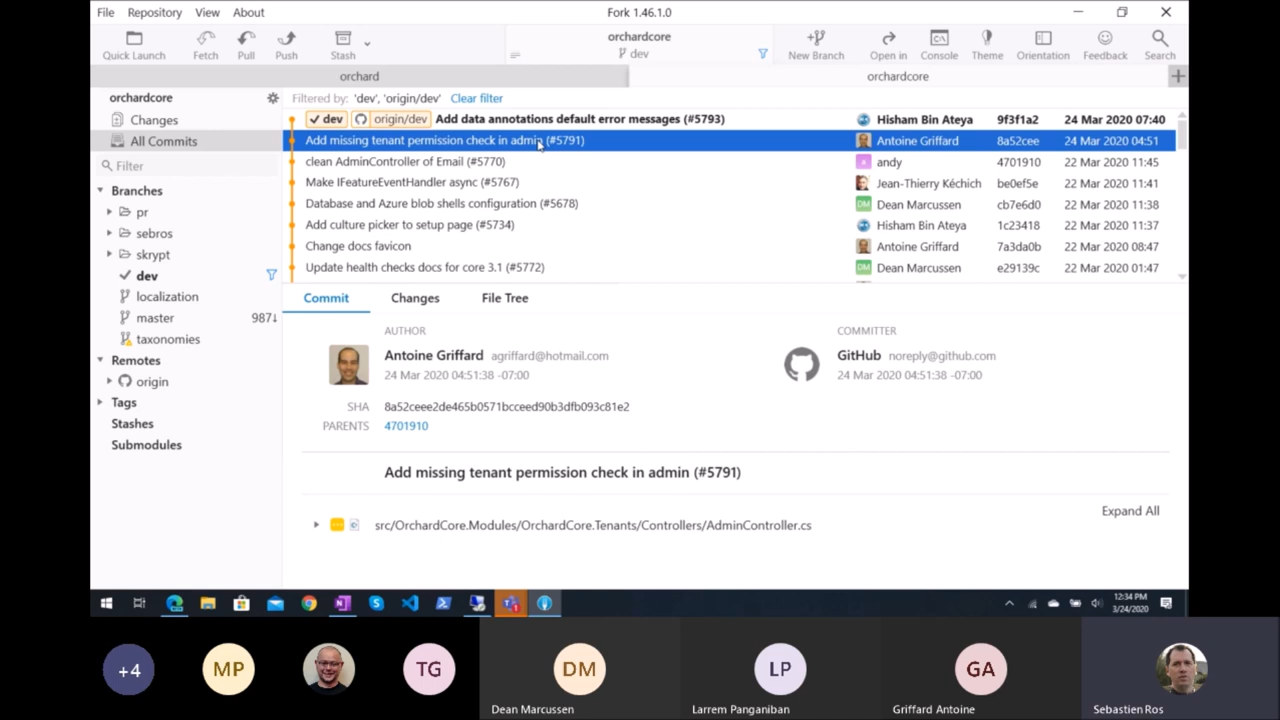 File Repository View About Fork 1.46.1.0
Quick Launch Fetch Pull Push Stash orchardcore dev New Branch Open in Console Theme Orientation Feedback Search
orchard orchardcore
orchardcore
Changes
All Commits
Filter
Branches
pr
sebros
skrypt
dev
localization
master 987↓
taxonomies
Remotes
origin
Tags
Stashes
Submodules
Filtered by: 'dev', 'origin/dev' Clear filter
dev origin/dev Add data annotations default error messages (#5793) Hisham Bin Ateya 9f3f1a2 24 Mar 2020 07:40
Add missing tenant permission check in admin (#5791) Antoine Griffard 8a52cee 24 Mar 2020 04:51
clean AdminController of Email (#5770) a andy 4701910 22 Mar 2020 11:45
Make IFeatureEventHandler async (#5767) Jean-Thierry Kéchich be0ef5e 22 Mar 2020 11:41
Database and Azure blob shells configuration (#5678) DM Dean Marcussen cb7e6d0 22 Mar 2020 11:38
Add culture picker to setup page (#5734) Hisham Bin Ateya 1c23418 22 Mar 2020 11:37
Change docs favicon Antoine Griffard 7a3da0b 22 Mar 2020 08:47
Update health checks docs for core 3.1 (#5772) DM Dean Marcussen e29139c 22 Mar 2020 01:47
Commit Changes File Tree
AUTHOR COMMITTER
Antoine Griffard agriffard@hotmail.com GitHub noreply@github.com
24 Mar 2020 04:51:38 -07:00 24 Mar 2020 04:51:38 -07:00
SHA 8a52ceee2de465b0571bcceed90b3dfb093c81e2
PARENTS 4701910
Add missing tenant permission check in admin (#5791)
Expand All
src/OrchardCore.Modules/OrchardCore.Tenants/Controllers/AdminController.cs
12:34 PM
3/24/2020
+4 MP TG DM LP GA
Dean Marcussen Larrem Panganiban Griffard Antoine Sebastien Ros